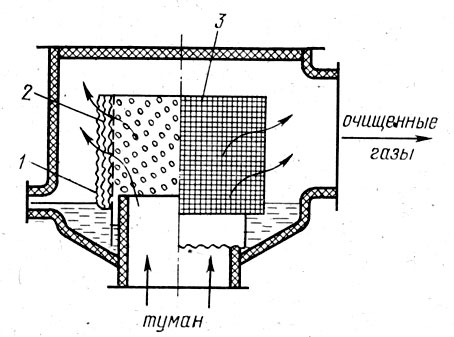 3
2
очищенные
газы
1
туман